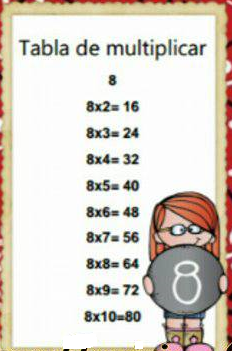 Tabla de multiplicar
8
8x2= 16
8x3= 24
8x4= 32
8x5= 40
8x6= 48
8x7= 56
8x8= 64
8x9= 72
8x10=80
8